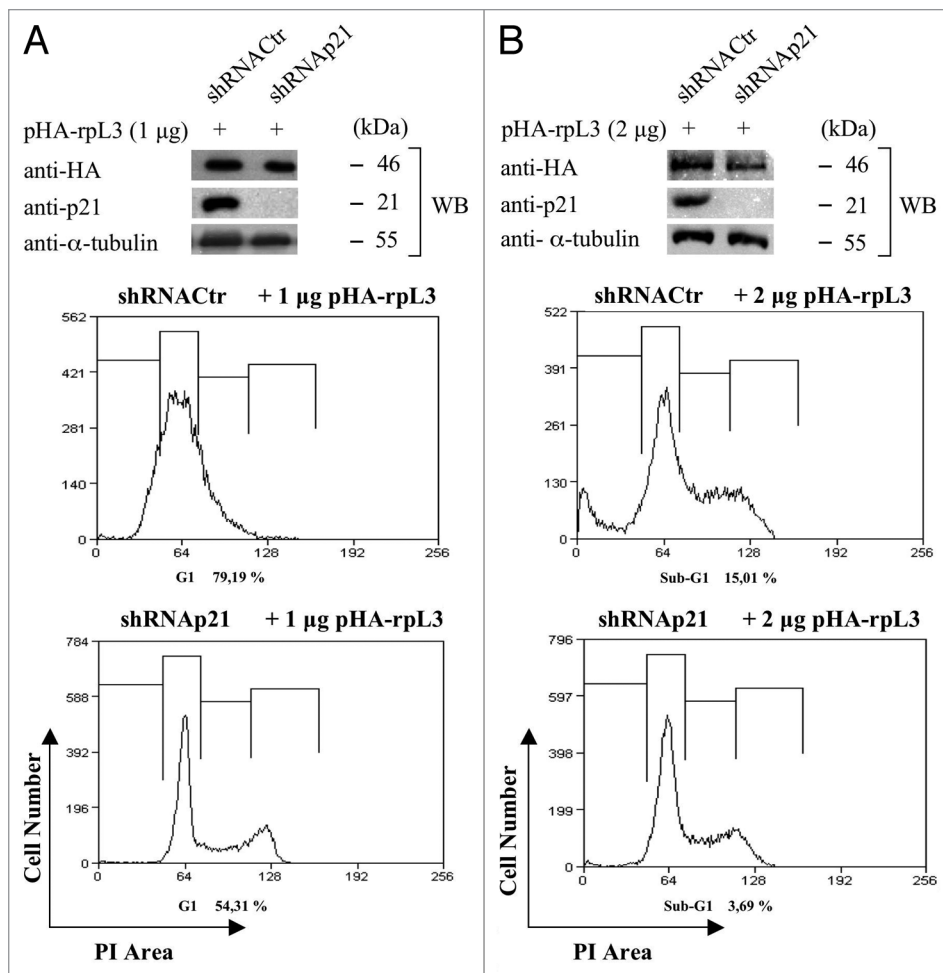 A
shRNACtr
shRNAp21
pHA-rpL3 (1 µg) + + (kDa)
anti-HA – 46
anti-p21 – 21 WB
anti-α-tubulin – 55
shRNACtr + 1 µg pHA-rpL3
562
421
281
140
0
0 64 128 192 256
G1 79,19 %
shRNAp21 + 1 µg pHA-rpL3
784
588
392
196
0
0 64 128 192 256
G1 54,31 %
Cell Number
PI Area
B
shRNACtr
shRNAp21
pHA-rpL3 (2 µg) + + (kDa)
anti-HA – 46
anti-p21 – 21 WB
anti- α-tubulin – 55
shRNACtr + 2 µg pHA-rpL3
522
391
261
130
0
0 64 128 192 256
Sub-G1 15,01 %
shRNAp21 + 2 µg pHA-rpL3
796
597
398
199
0
0 64 128 192 256
Sub-G1 3,69 %
Cell Number
PI Area